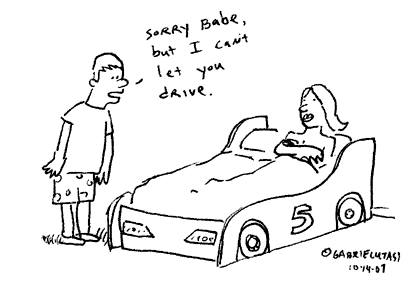 SORRY BABE,
but I can't
let you
drive.
5
©GABRIELUTASI
10.14.07